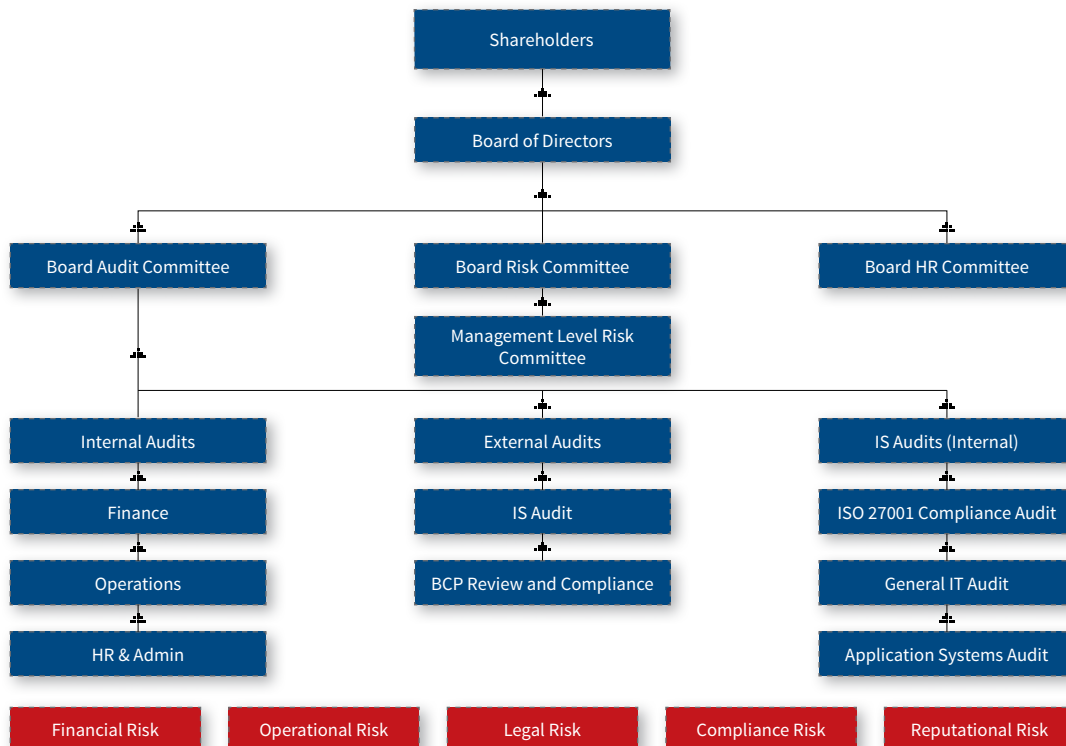 Shareholders
Board of Directors
Board Audit Committee
Board Risk Committee
Board HR Committee
Management Level Risk
Committee
Internal Audits
External Audits
IS Audits (Internal)
Finance
IS Audit
ISO 27001 Compliance Audit
Operations
BCP Review and Compliance
General IT Audit
HR & Admin
Application Systems Audit
Financial Risk
Operational Risk
Legal Risk
Compliance Risk
Reputational Risk